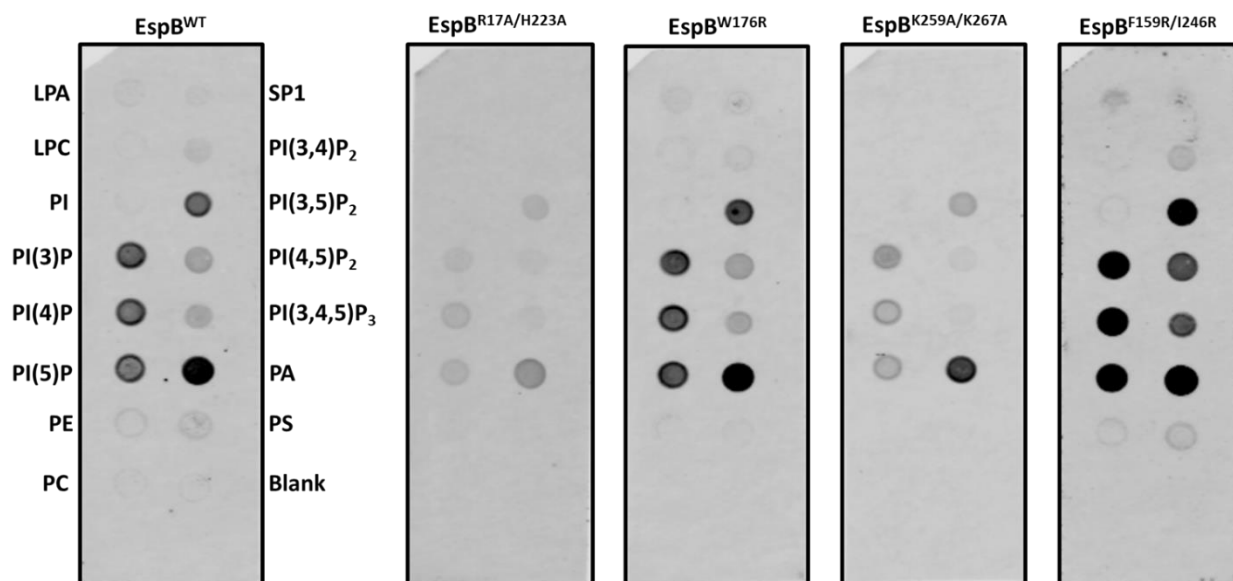 EspB^WT EspB^R17A/H223A EspB^W176R EspB^K259A/K267A EspB^F159R/I246R
LPA SP1
LPC PI(3,4)P₂
PI PI(3,5)P₂
PI(3)P PI(4,5)P₂
PI(4)P PI(3,4,5)P₃
PI(5)P PA
PE PS
PC Blank